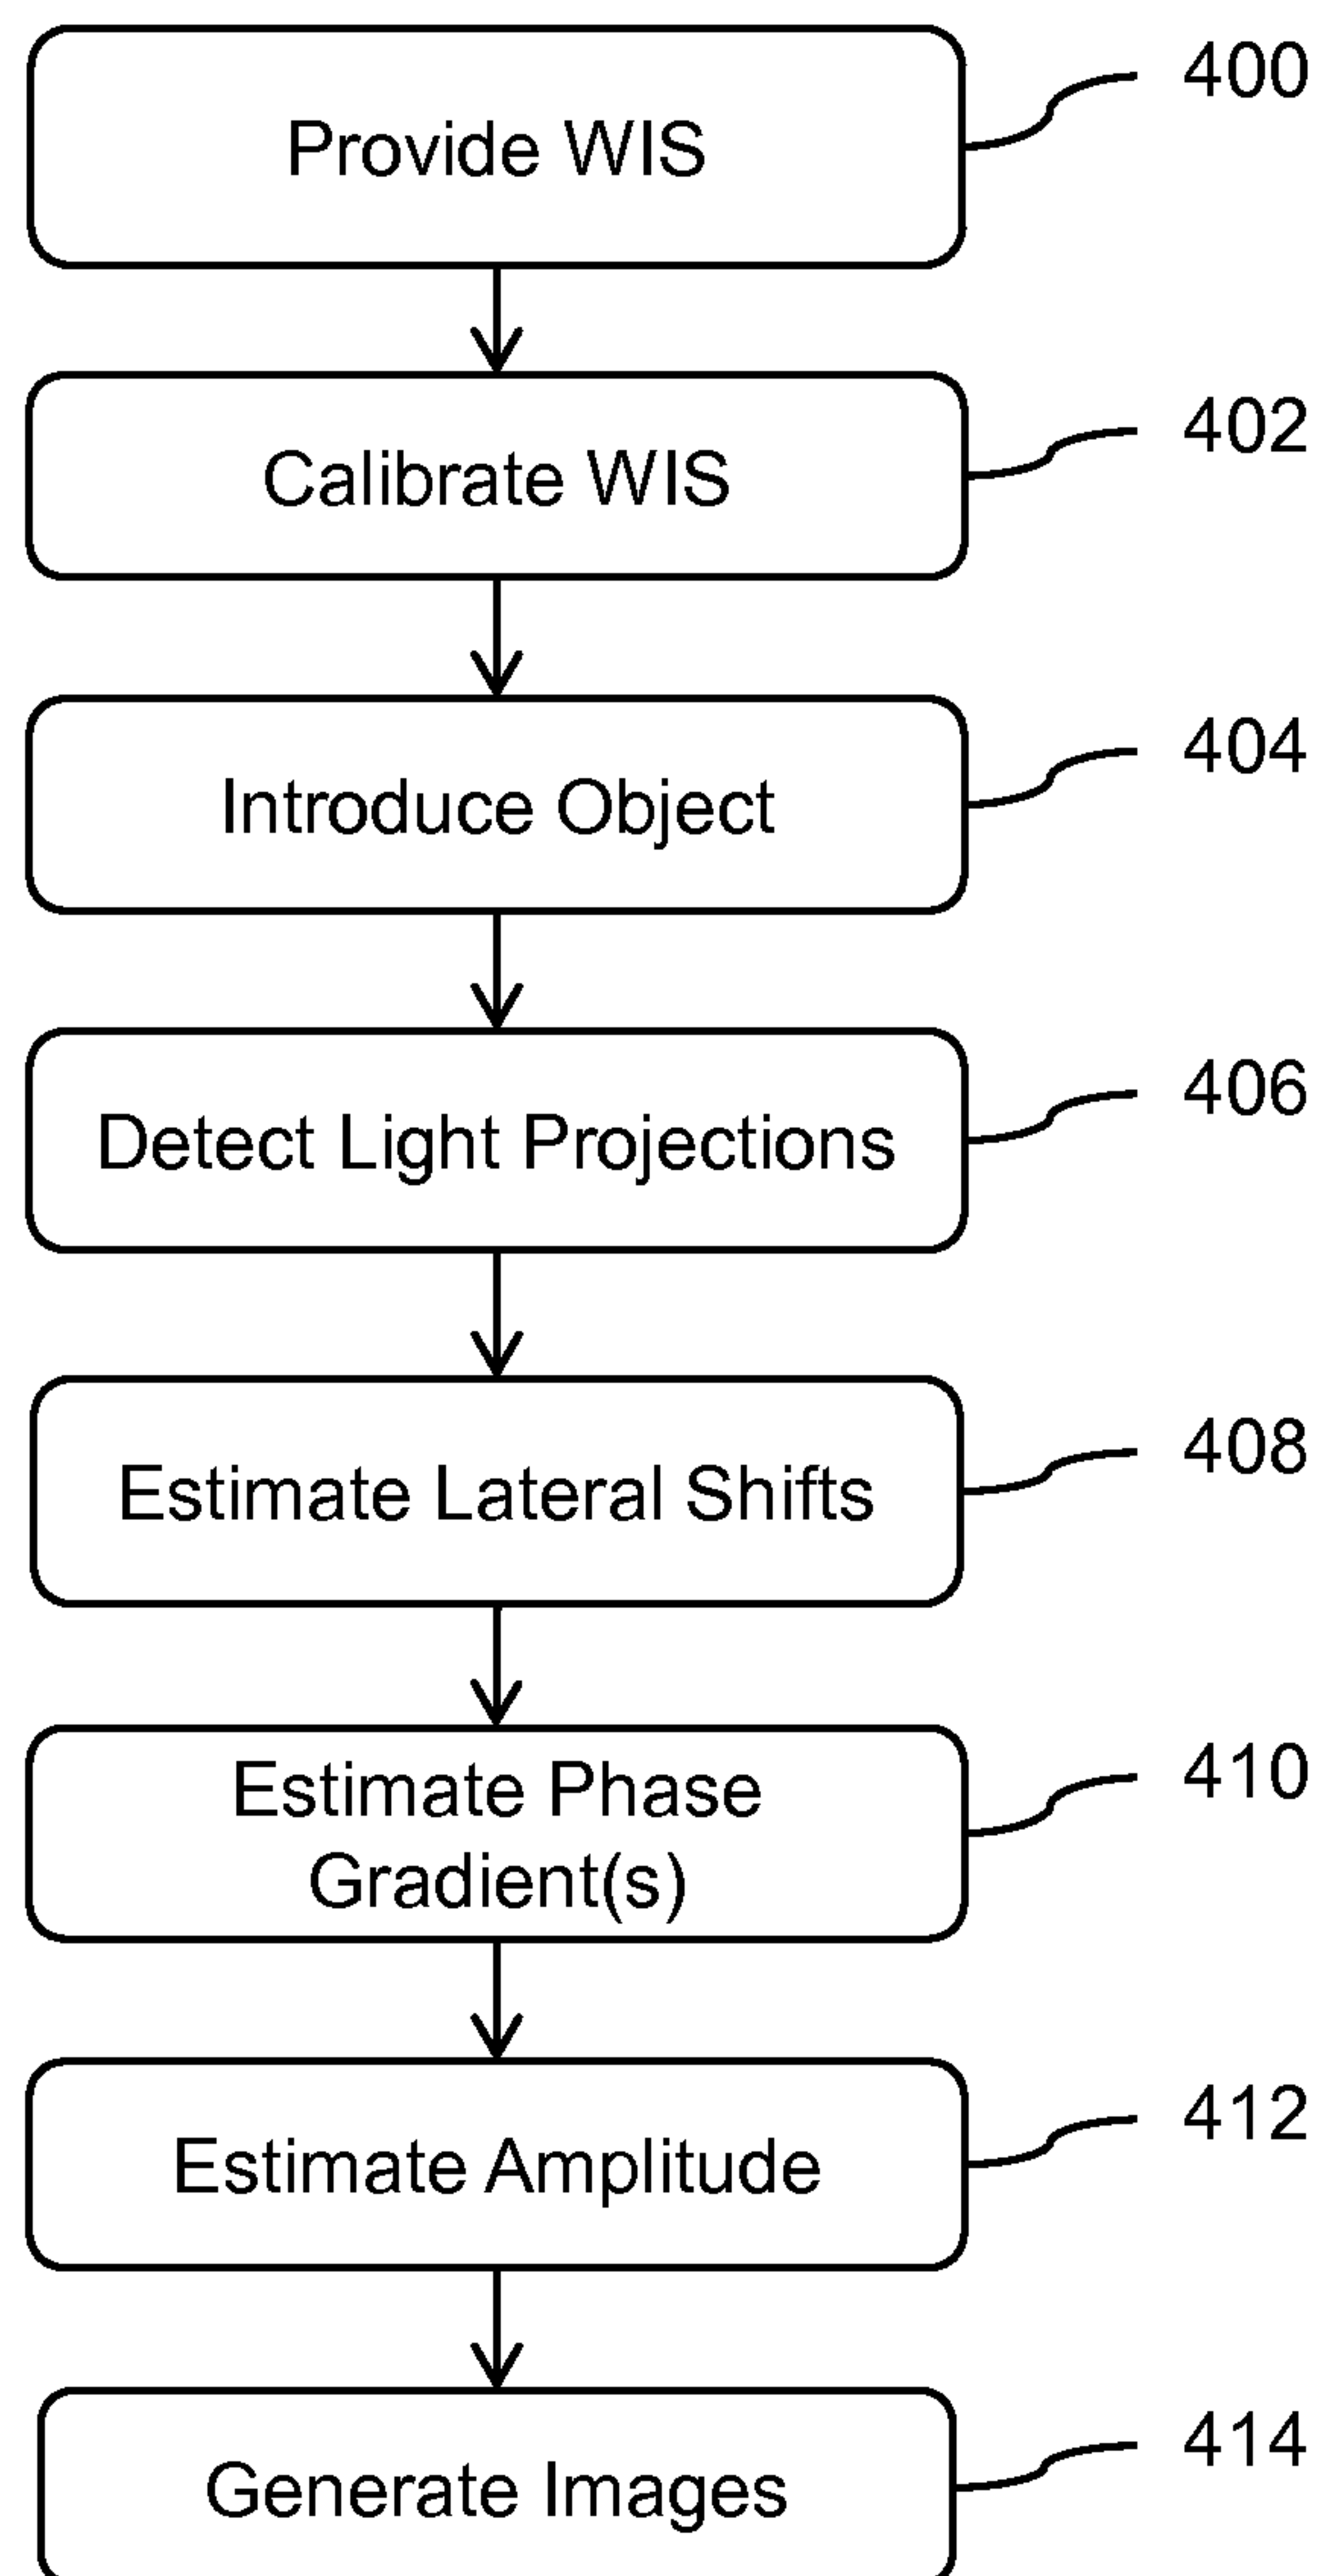 Provide WIS
400
Calibrate WIS
402
Introduce Object
404
Detect Light Projections
406
Estimate Lateral Shifts
408
Estimate Phase
Gradient(s)
410
Estimate Amplitude
412
Generate Images
414